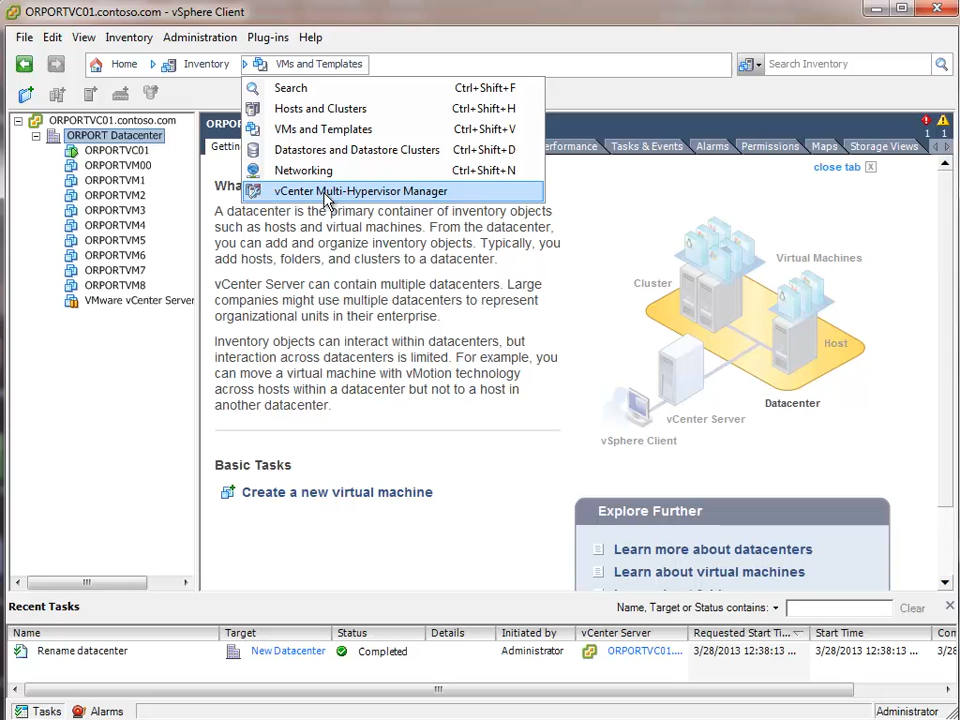 ORPORTVC01.contoso.com - vSphere Client
File Edit View Inventory Administration Plug-ins Help
Home Inventory VMs and Templates Search Inventory
Search Ctrl+Shift+F
Hosts and Clusters Ctrl+Shift+H
VMs and Templates Ctrl+Shift+V
Datastores and Datastore Clusters Ctrl+Shift+D
Networking Ctrl+Shift+N
vCenter Multi-Hypervisor Manager
ORPORTVC01.contoso.com
ORPORT Datacenter
ORPORTVC01
ORPORTVM00
ORPORTVM1
ORPORTVM2
ORPORTVM3
ORPORTVM4
ORPORTVM5
ORPORTVM6
ORPORTVM7
ORPORTVM8
VMware vCenter Server
ORPO
1 1
Getting erformance Tasks & Events Alarms Permissions Maps Storage Views
close tab
Wha
A datacenter is the primary container of inventory objects
such as hosts and virtual machines. From the datacenter,
you can add and organize inventory objects. Typically, you
add hosts, folders, and clusters to a datacenter.
vCenter Server can contain multiple datacenters. Large
companies might use multiple datacenters to represent
organizational units in their enterprise.
Inventory objects can interact within datacenters, but
interaction across datacenters is limited. For example, you
can move a virtual machine with vMotion technology
across hosts within a datacenter but not to a host in
another datacenter.
Virtual Machines
Cluster
Host
Datacenter
vCenter Server
vSphere Client
Basic Tasks
Create a new virtual machine
Explore Further
Learn more about datacenters
Learn about virtual machines
Recent Tasks
Name, Target or Status contains: Clear
Name Target Status Details Initiated by vCenter Server Requested Start Ti... Start Time Com
Rename datacenter New Datacenter Completed Administrator ORPORTVC01.... 3/28/2013 12:38:13 ... 3/28/2013 12:38:13 ... 3/28
Tasks Alarms Administrator